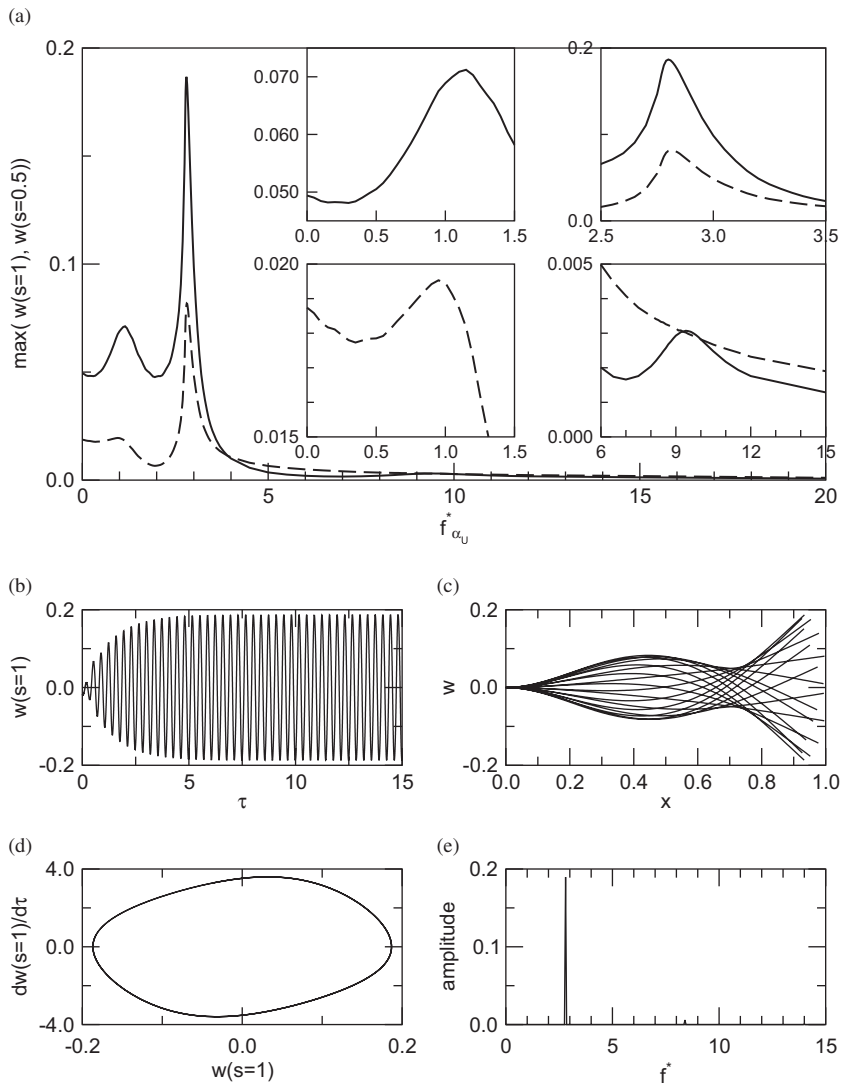 (a)
0.2
0.1
0.0
max( w(s=1), w(s=0.5))
0 5 10 15 20
f*αU
0.070
0.060
0.050
0.0 0.5 1.0 1.5
0.2
0.0
2.5 3.0 3.5
0.020
0.015
0.0 0.5 1.0 1.5
0.005
0.000
6 9 12 15
(b)
0.2
0.0
-0.2
w(s=1)
0 5 10 15
τ
(c)
0.2
0.0
-0.2
w
0.0 0.2 0.4 0.6 0.8 1.0
x
(d)
4.0
0.0
-4.0
dw(s=1)/dτ
-0.2 0.0 0.2
w(s=1)
(e)
0.2
0.1
0.0
amplitude
0 5 10 15
f*